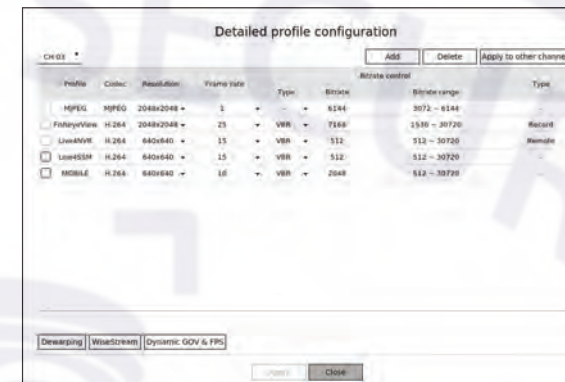 Detailed profile configuration
CH 03
Add Delete Apply to other channe
Bitrate control
Profile Codec Resolution Frame rate Type Bitrate Bitrate range Type
MJPEG MJPEG 2048x2048 1 - 6144 3072 ~ 6144 -
FisheyeView H.264 2048x2048 25 VBR 7168 1536 ~ 30720 Record
Live4NVR H.264 640x640 15 VBR 512 512 ~ 30720 Remote
Live4SSM H.264 640x640 15 VBR 512 512 ~ 30720 -
MOBILE H.264 640x640 10 VBR 2048 512 ~ 30720 -
Dewarping WiseStream Dynamic GOV & FPS
Close